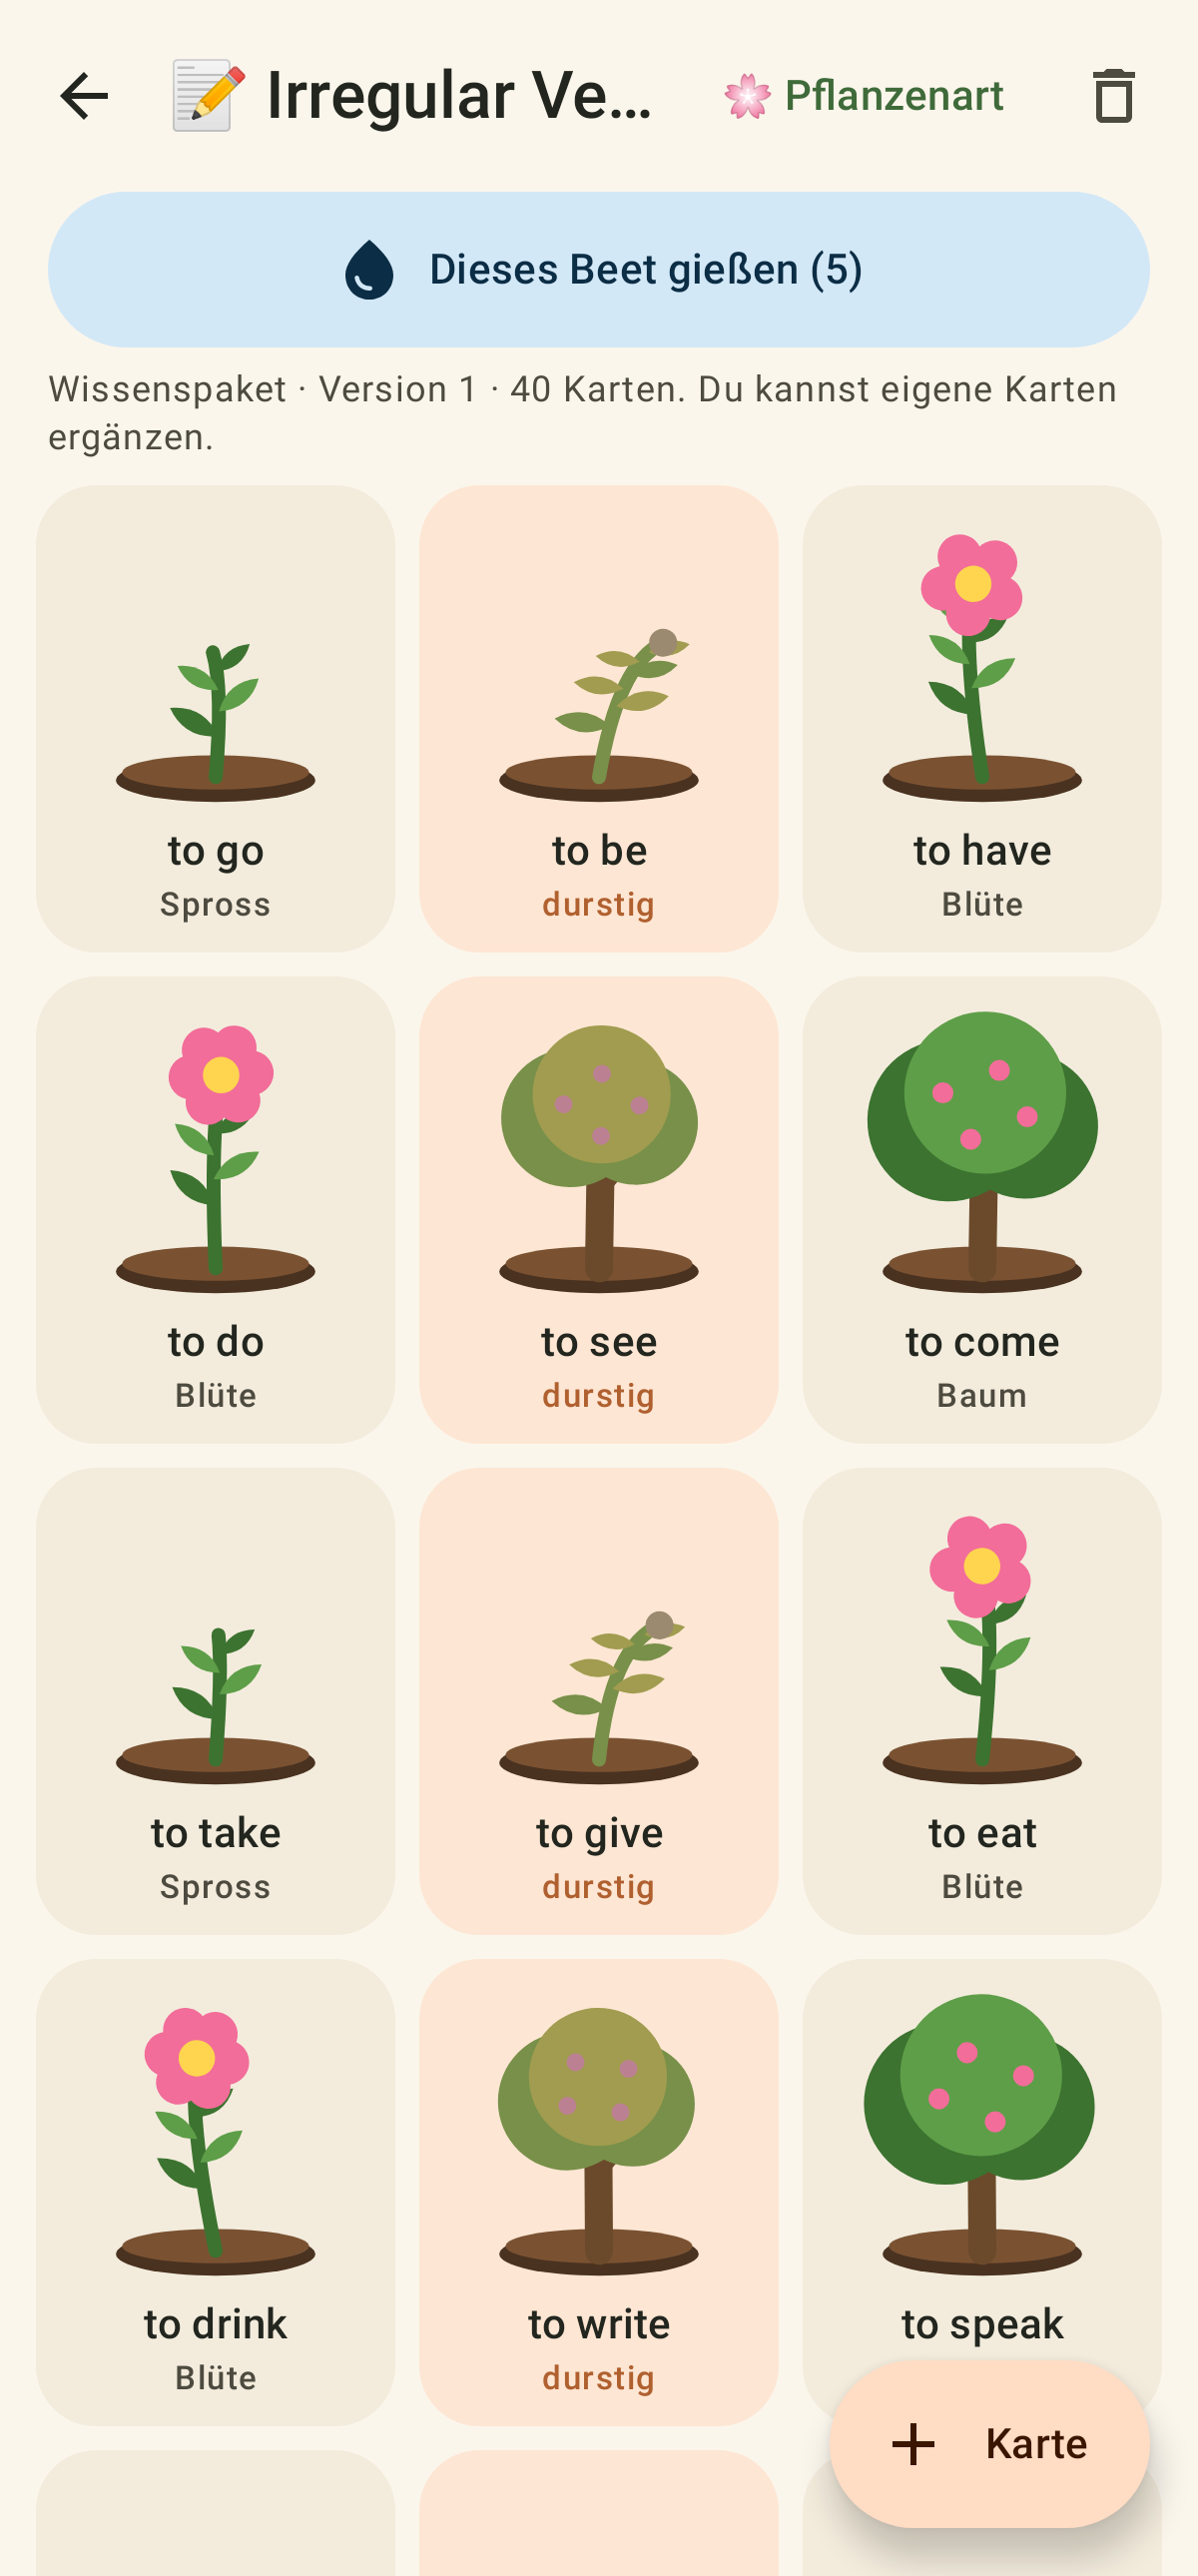 Irregular Ve... Pflanzenart
Dieses Beet gießen (5)
Wissenspaket · Version 1 · 40 Karten. Du kannst eigene Karten
ergänzen.
to go to be to have
Spross durstig Blüte
to do to see to come
Blüte durstig Baum
to take to give to eat
Spross durstig Blüte
to drink to write to speak
Blüte durstig
+ Karte